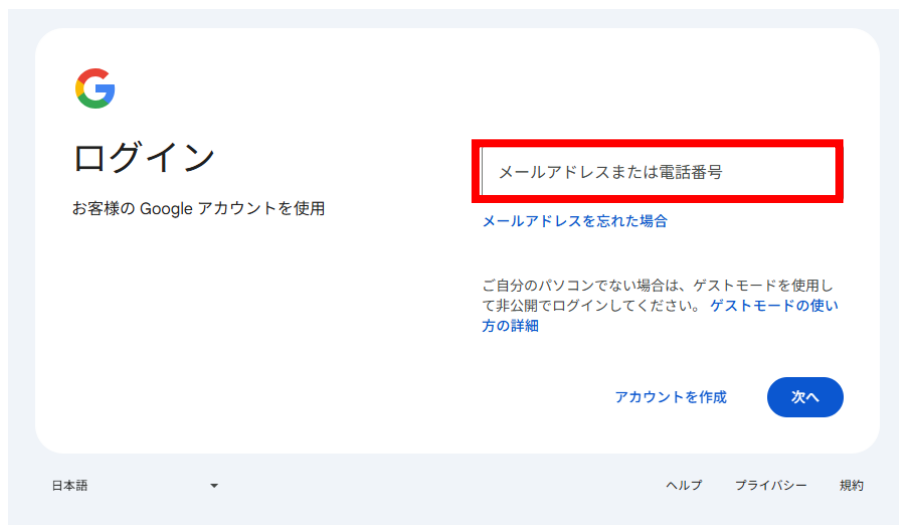 ログイン
お客様の Google アカウントを使用
メールアドレスまたは電話番号
メールアドレスを忘れた場合
ご自分のパソコンでない場合は、ゲストモードを使用し
て非公開でログインしてください。 ゲストモードの使い
方の詳細
アカウントを作成
次へ
日本語
ヘルプ プライバシー 規約